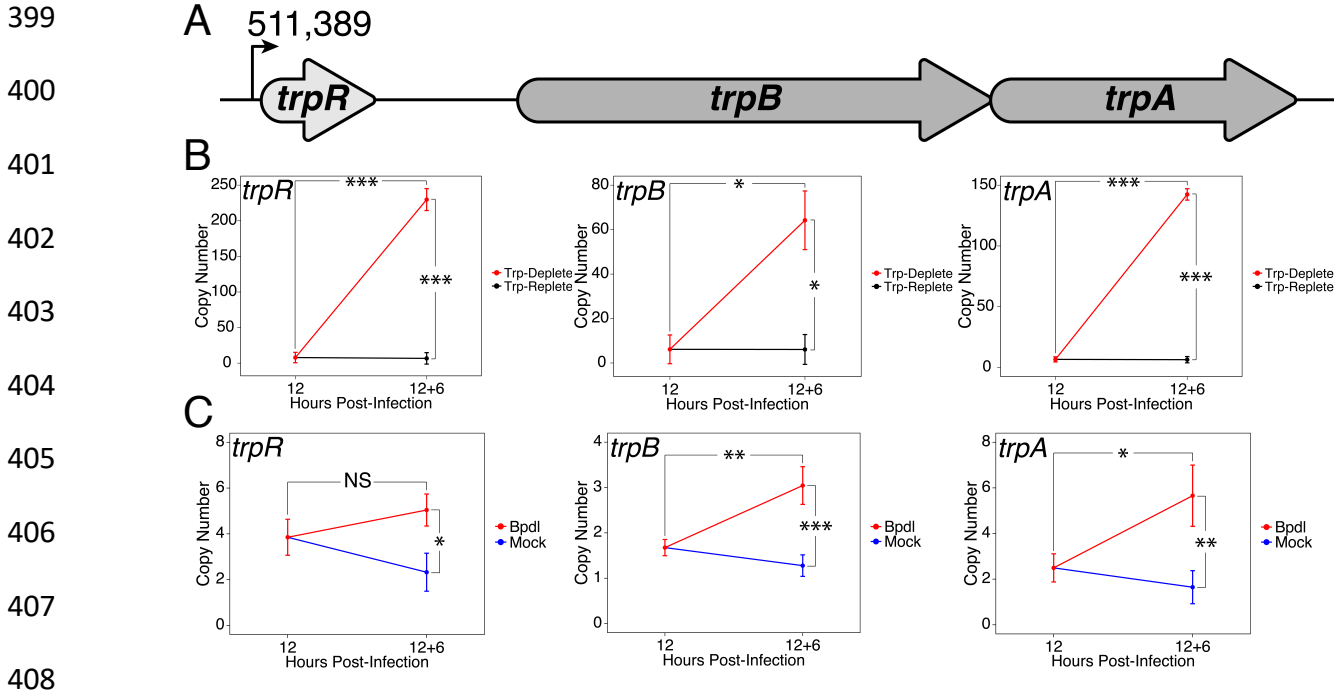 399
A
511,389
400
trpR
trpB
trpA
401
B
trpR
***
250
200
150
100
50
0
Copy Number
***
12
12+6
Hours Post-Infection
Trp-Deplete
Trp-Replete
trpB
*
80
60
40
20
0
Copy Number
*
12
12+6
Hours Post-Infection
Trp-Deplete
Trp-Replete
trpA
***
150
100
50
0
Copy Number
***
12
12+6
Hours Post-Infection
Trp-Deplete
Trp-Replete
402
403
404
C
trpR
NS
8
6
4
2
0
Copy Number
*
12
12+6
Hours Post-Infection
Bpdl
Mock
trpB
**
4
3
2
1
0
Copy Number
***
12
12+6
Hours Post-Infection
Bpdl
Mock
trpA
*
8
6
4
2
0
Copy Number
**
12
12+6
Hours Post-Infection
Bpdl
Mock
405
406
407
408